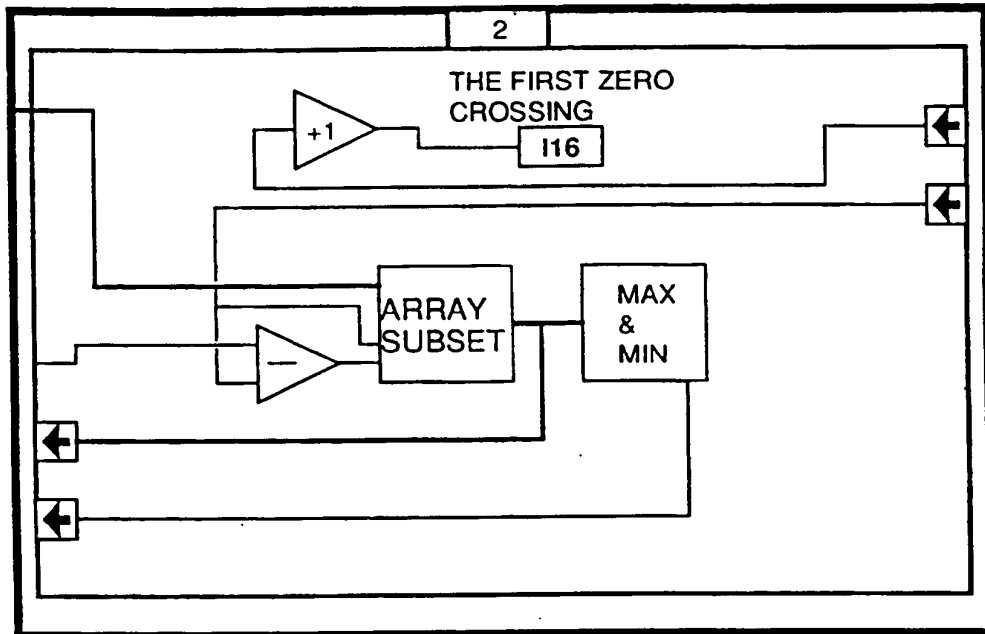 2
THE FIRST ZERO
CROSSING
+1
I16
ARRAY
SUBSET
MAX
&
MIN
−